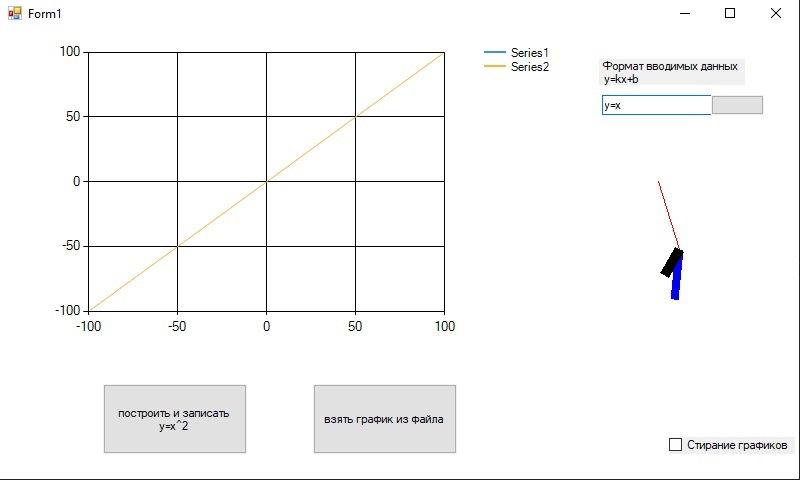 Form1
100
50
0
-50
-100
-100
-50
0
50
100
Series1
Series2
Формат вводимых данных
y=kx+b
y=x
построить и записать
y=x^2
взять график из файла
Стирание графиков